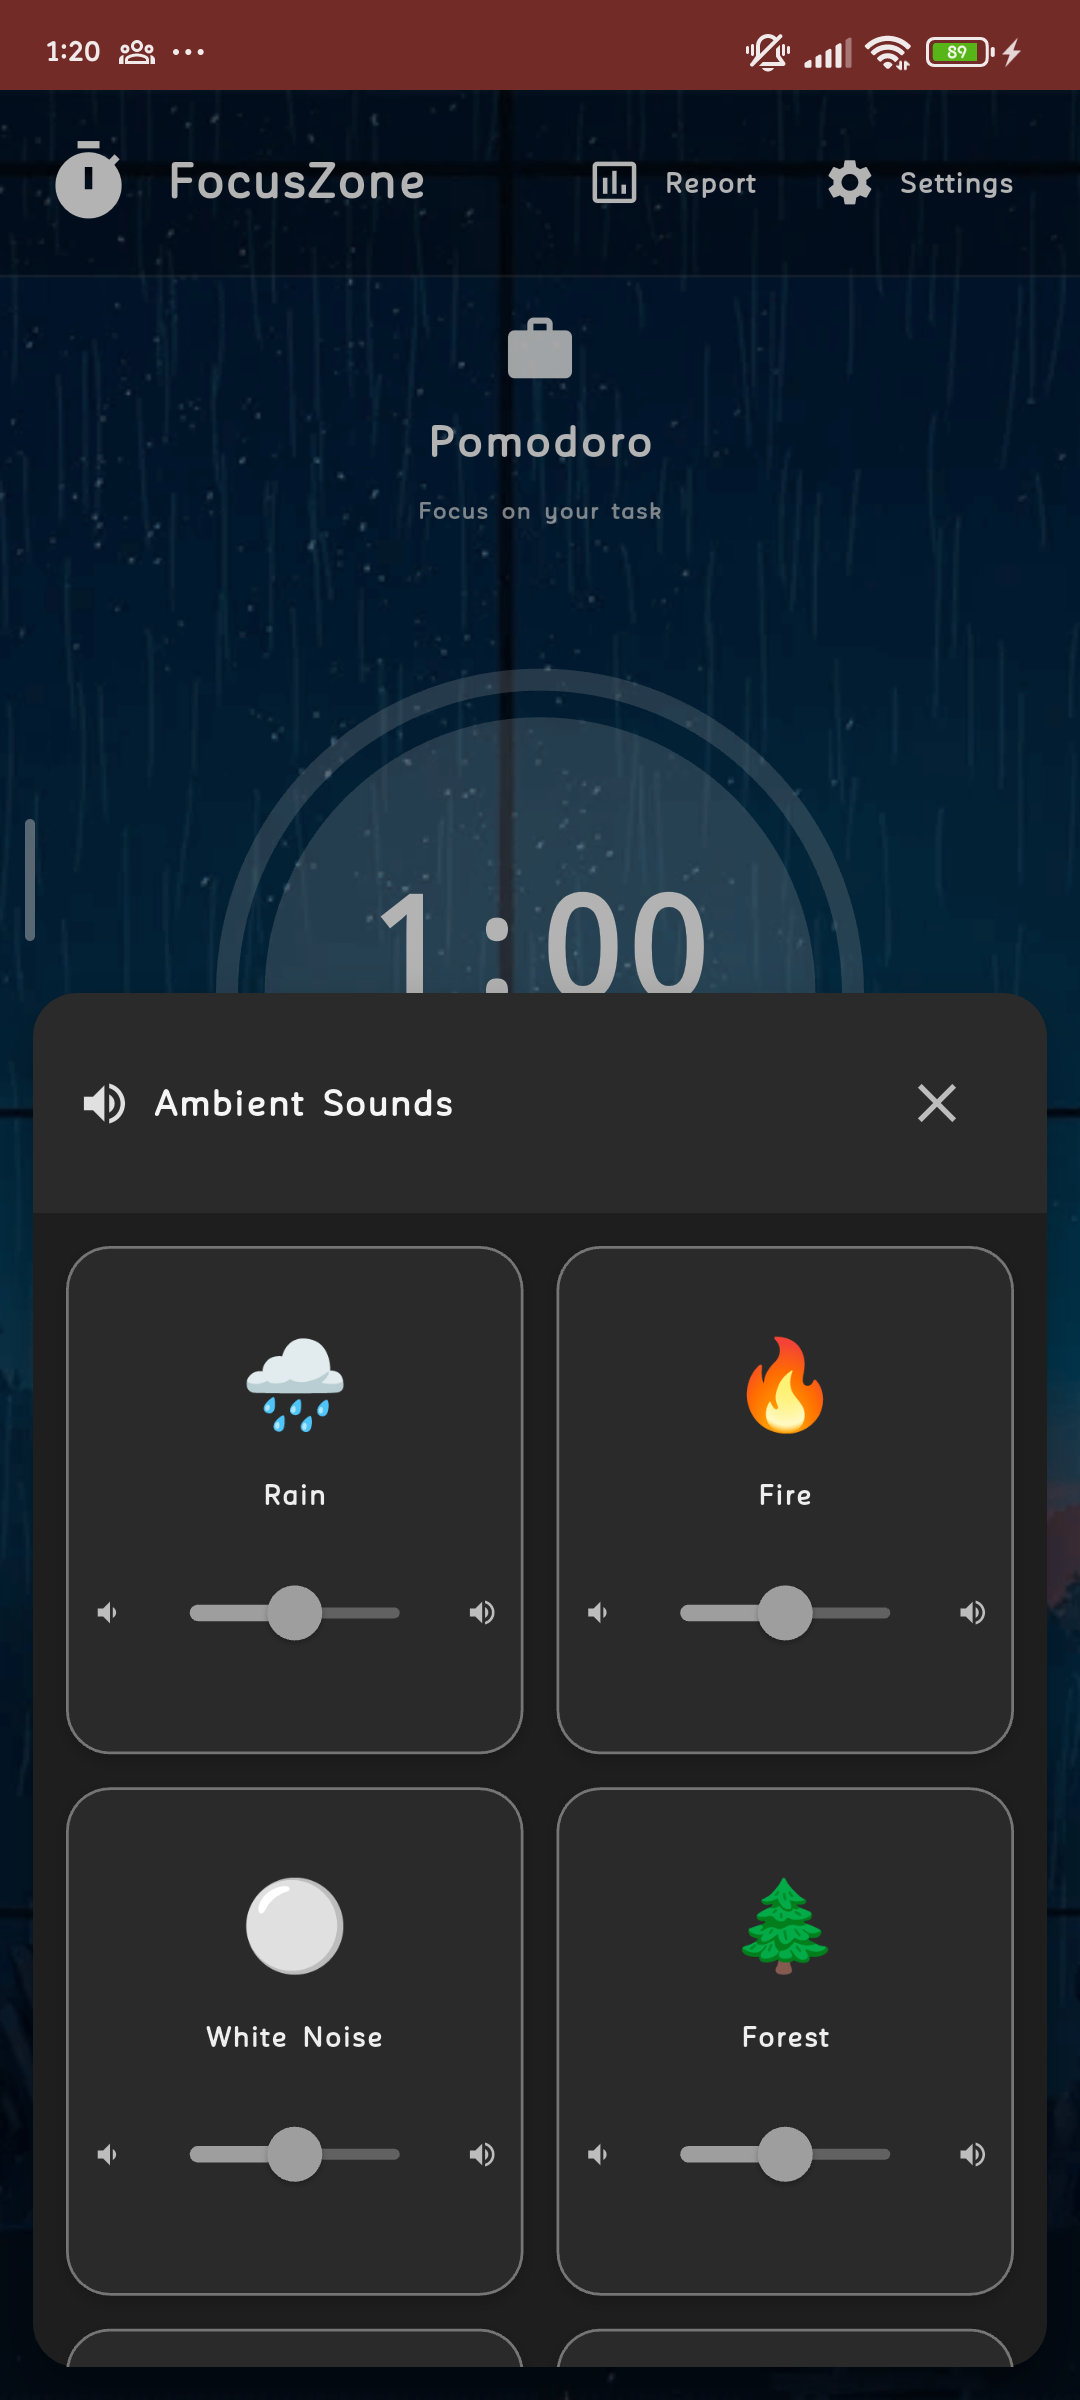 1:20
89
FocusZone
Report
Settings
Pomodoro
Focus on your task
1:00
Ambient Sounds
Rain
Fire
White Noise
Forest